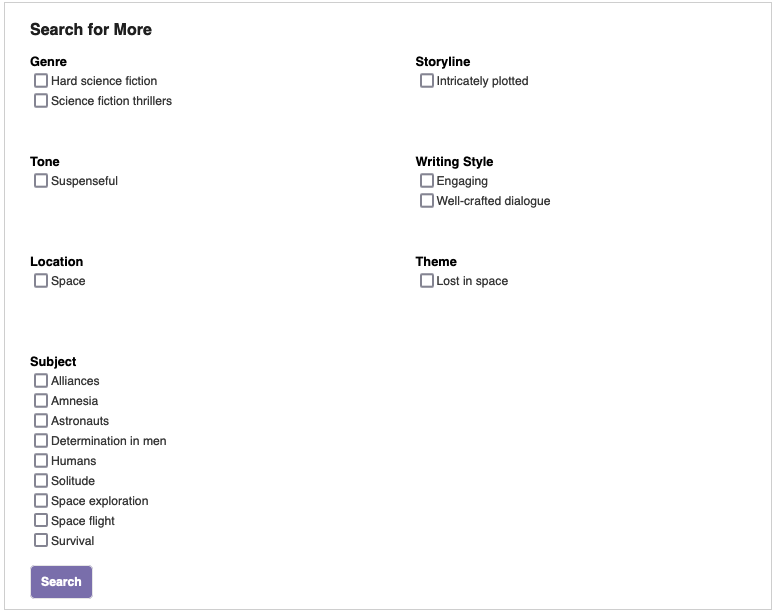 Search for More
Genre
Hard science fiction
Science fiction thrillers
Storyline
Intricately plotted
Tone
Suspenseful
Writing Style
Engaging
Well-crafted dialogue
Location
Space
Theme
Lost in space
Subject
Alliances
Amnesia
Astronauts
Determination in men
Humans
Solitude
Space exploration
Space flight
Survival
Search